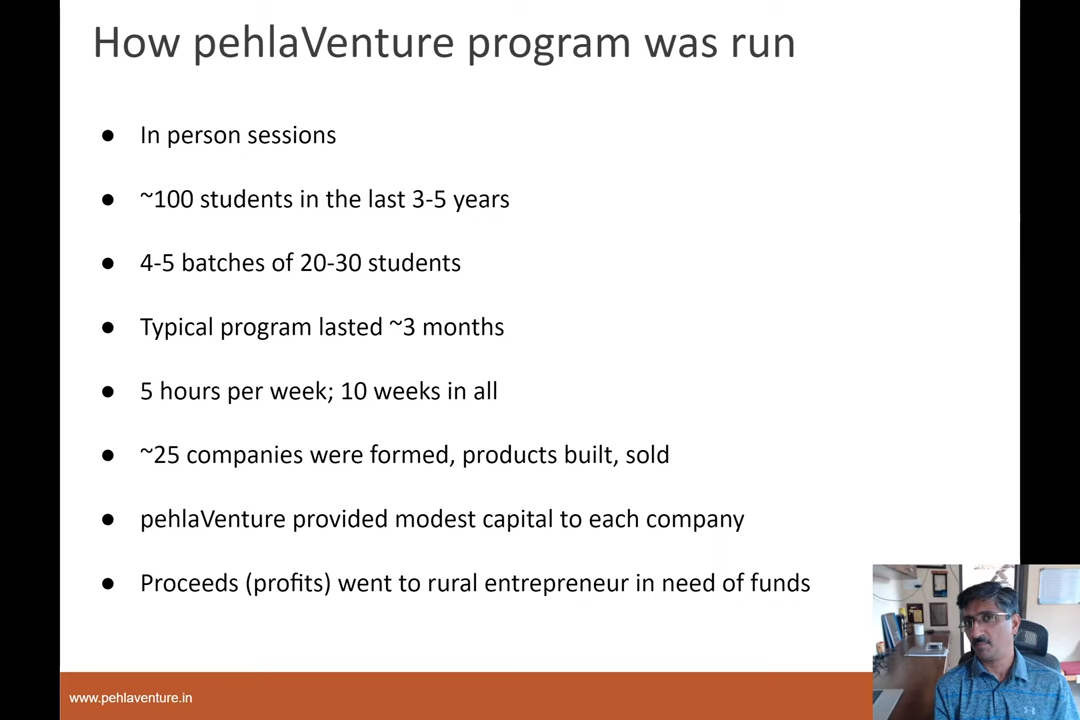 How pehlaVenture program was run
● In person sessions
● ~100 students in the last 3-5 years
● 4-5 batches of 20-30 students
● Typical program lasted ~3 months
● 5 hours per week; 10 weeks in all
● ~25 companies were formed, products built, sold
● pehlaVenture provided modest capital to each company
● Proceeds (profits) went to rural entrepreneur in need of funds
www.pehlaventure.in